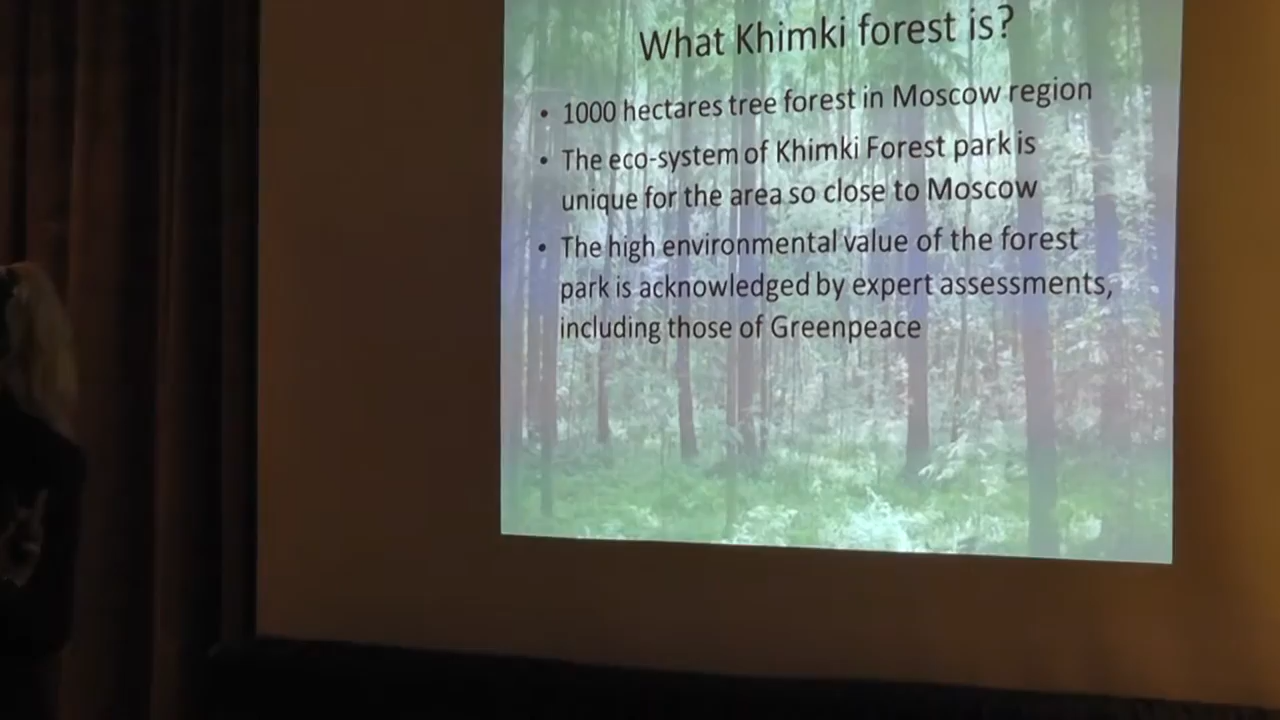 What Khimki forest is?
• 1000 hectares tree forest in Moscow region
• The eco-system of Khimki Forest park is
unique for the area so close to Moscow
• The high environmental value of the forest
park is acknowledged by expert assessments,
including those of Greenpeace